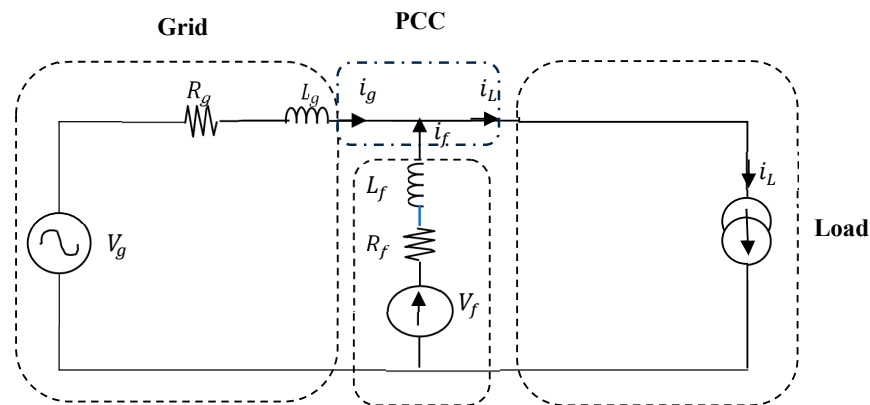 Grid
PCC
R_g
L_g
i_g
i_L
i_f
L_f
i_L
V_g
R_f
Load
V_f